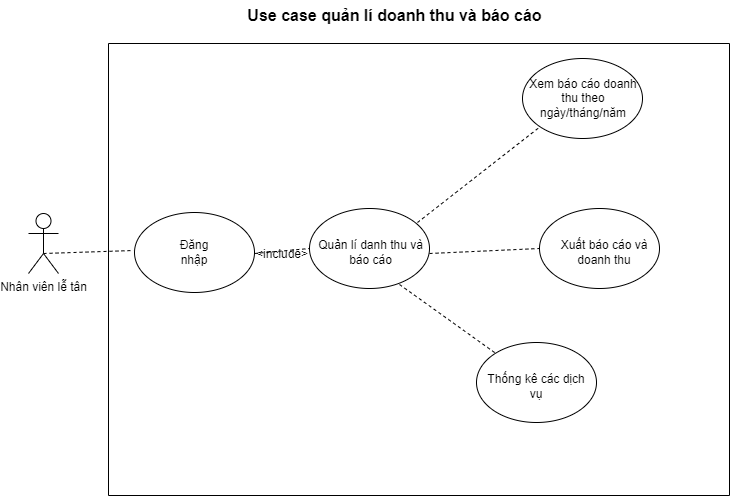 Use case quản lí doanh thu và báo cáo
Xem báo cáo doanh
thu theo
ngày/tháng/năm
Nhân viên lễ tân
Đăng
nhập
<include>
Quản lí danh thu và
báo cáo
Xuất báo cáo và
doanh thu
Thống kê các dịch
vụ